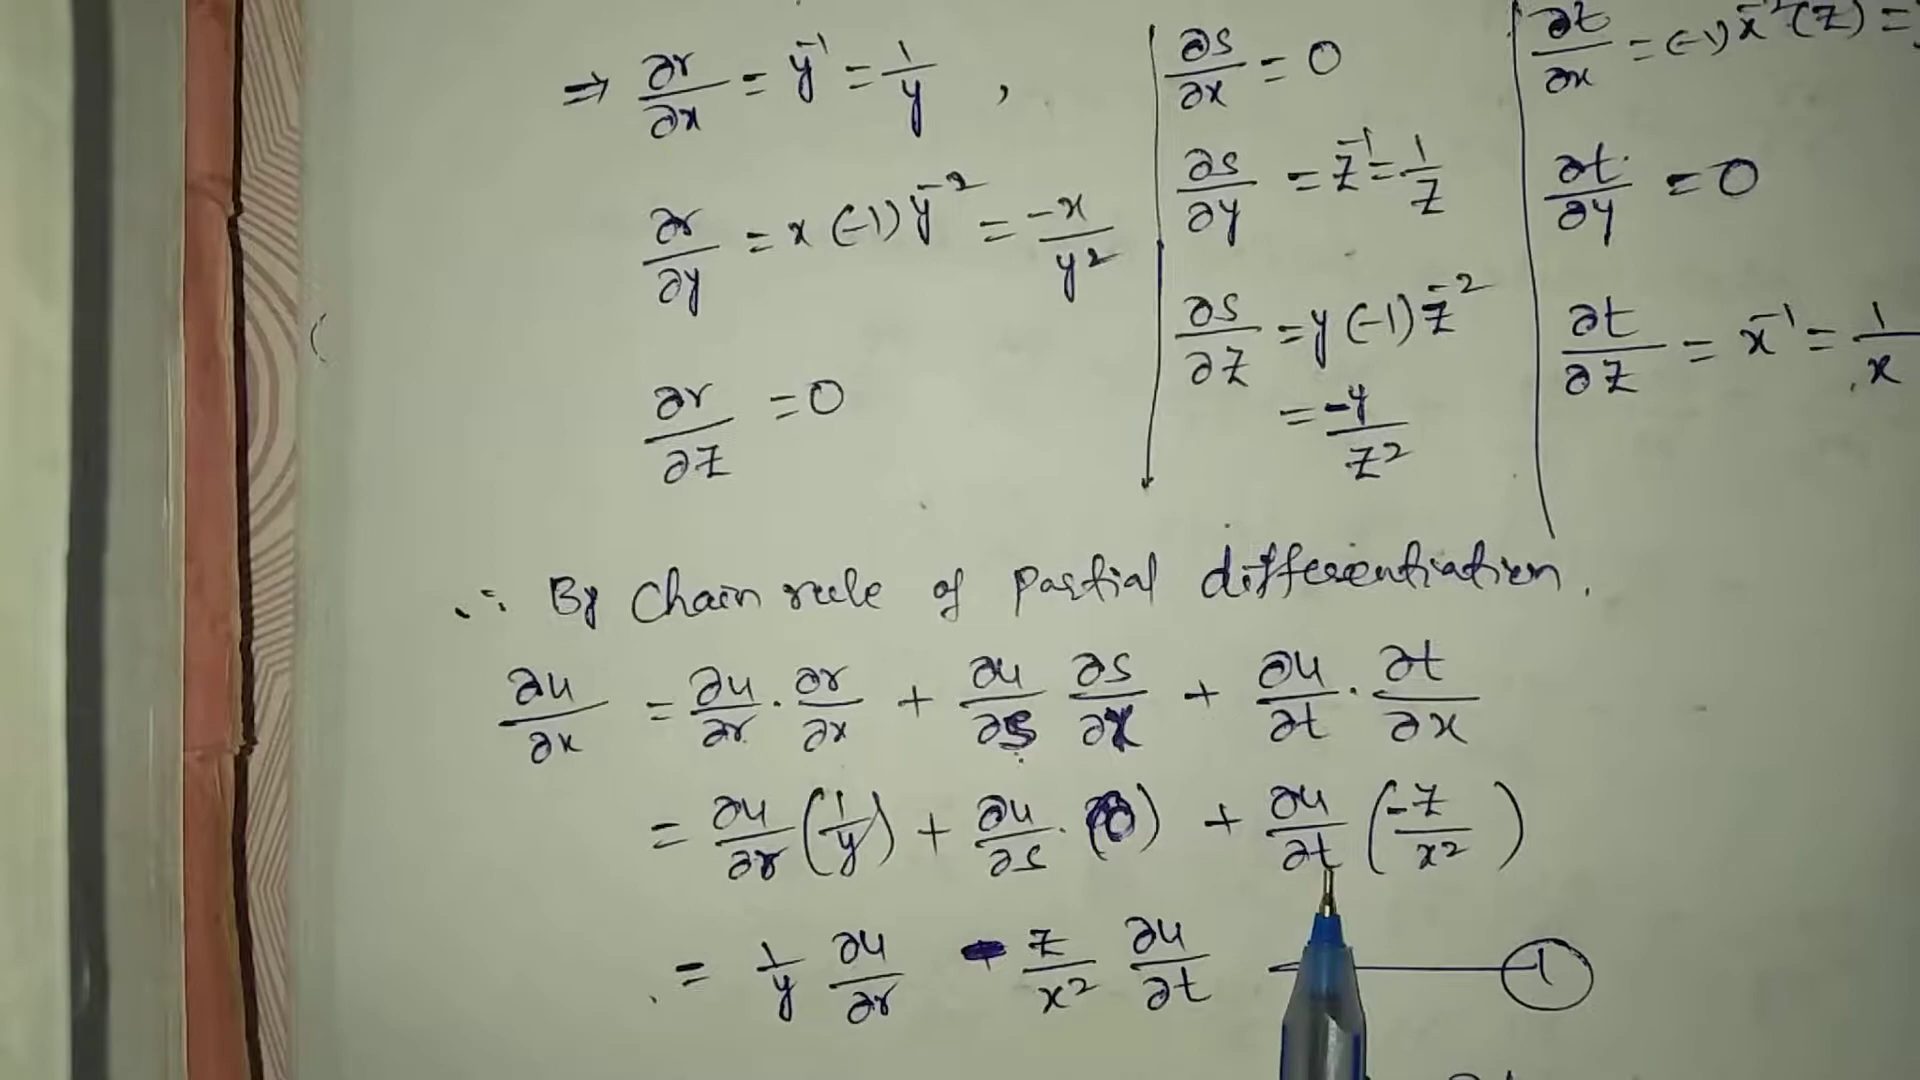 ⇒ ∂r/∂x = y⁻¹ = 1/y ,
∂r/∂y = x (-1) y⁻² = -x/y²
∂r/∂z = 0
∂s/∂x = 0
∂s/∂y = z⁻¹ = 1/z
∂s/∂z = y (-1) z⁻²
= -y/z²
∂t/∂x = (-1) x⁻² (z) =
∂t/∂y = 0
∂t/∂z = x⁻¹ = 1/x
∴ By chain rule of partial differentiation.
∂u/∂x = ∂u/∂r · ∂r/∂x + ∂u/∂s ∂s/∂x + ∂u/∂t · ∂t/∂x
= ∂u/∂r (1/y) + ∂u/∂s · (0) + ∂u/∂t (-z/x²)
= 1/y ∂u/∂r - z/x² ∂u/∂t — 1